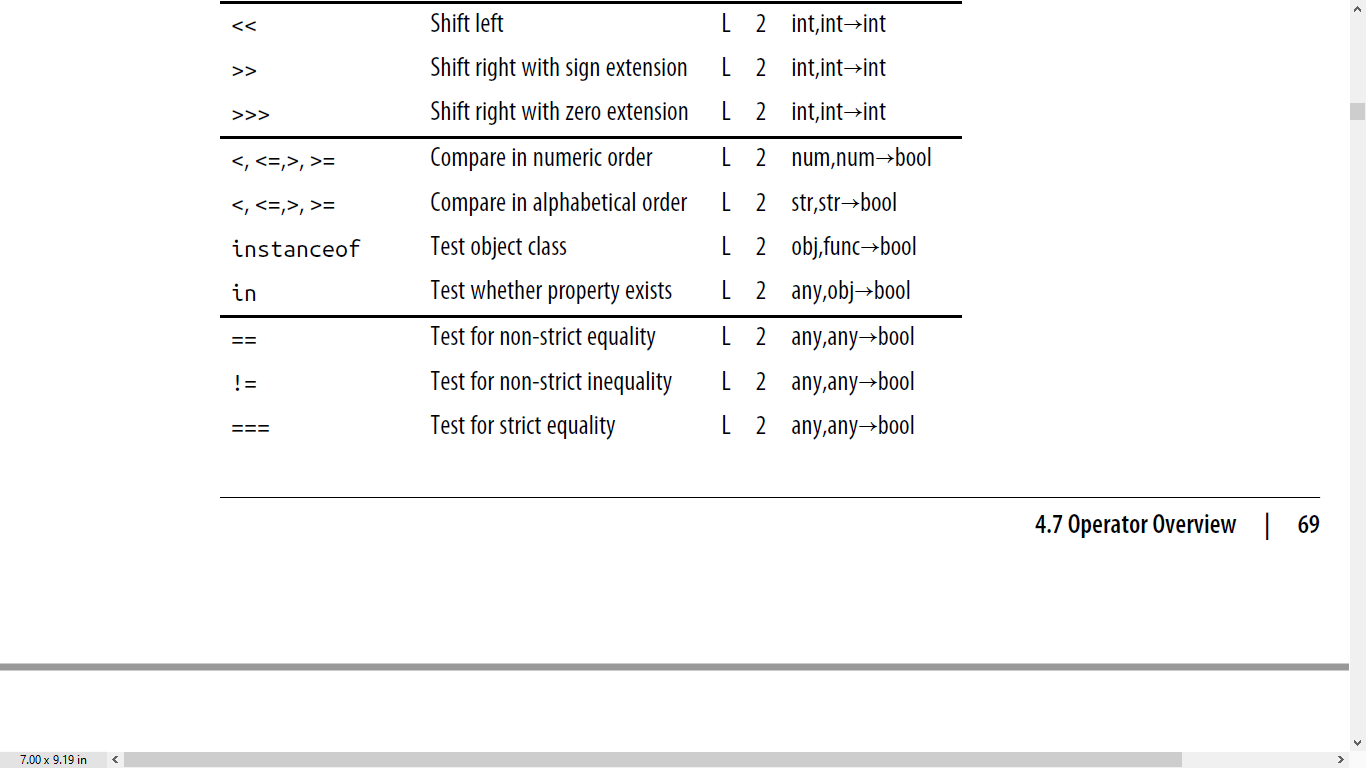 << Shift left L 2 int,int→int
>> Shift right with sign extension L 2 int,int→int
>>> Shift right with zero extension L 2 int,int→int
<, <=,>, >= Compare in numeric order L 2 num,num→bool
<, <=,>, >= Compare in alphabetical order L 2 str,str→bool
instanceof Test object class L 2 obj,func→bool
in Test whether property exists L 2 any,obj→bool
== Test for non-strict equality L 2 any,any→bool
!= Test for non-strict inequality L 2 any,any→bool
=== Test for strict equality L 2 any,any→bool
4.7 Operator Overview | 69
7.00 x 9.19 in